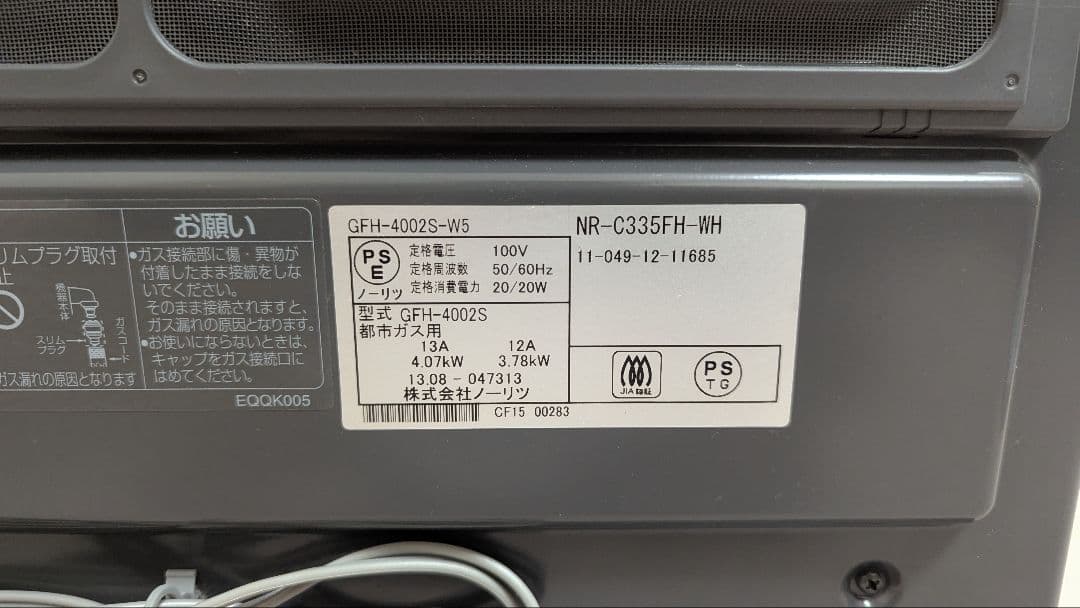 リムプラグ取付
止
機器本体
スリム
プラグ
ガスコード
ガス漏れの原因となります
お願い
●ガス接続部に傷・異物が
付着したまま接続をしな
いでください。
そのまま接続されますと、
ガス漏れの原因となります。
●お使いにならないときは、
キャップをガス接続口に
はめてください。
EQQK005
GFH-4002S-W5
PS
E
ノーリツ
定格電圧 100V
定格周波数 50/60Hz
定格消費電力 20/20W
型式 GFH-4002S
都市ガス用
13A 12A
4.07kW 3.78kW
13.08 - 047313
株式会社ノーリツ
CF15 00283
NR-C335FH-WH
11-049-12-11685
JIA認証
PS
TG